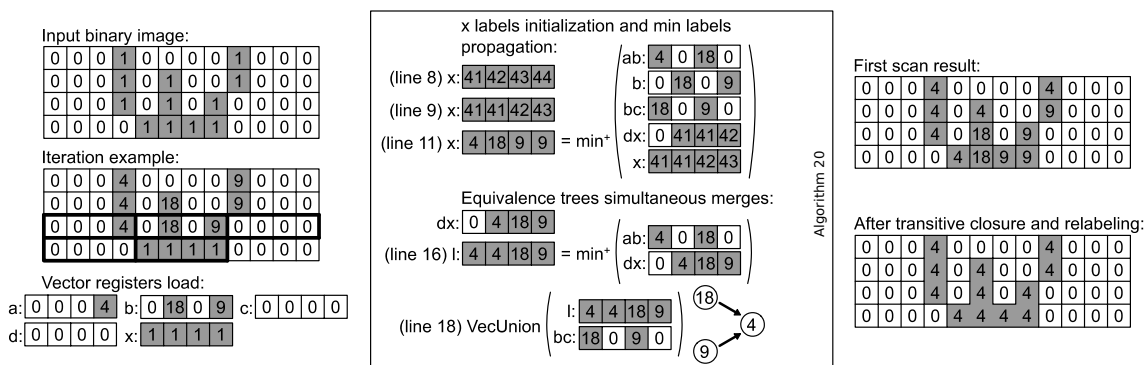 Input binary image:
0 0 0 1 0 0 0 0 1 0 0 0
0 0 0 1 0 1 0 0 1 0 0 0
0 0 0 1 0 1 0 1 0 0 0 0
0 0 0 0 1 1 1 1 0 0 0 0
Iteration example:
0 0 0 4 0 0 0 0 9 0 0 0
0 0 0 4 0 18 0 0 9 0 0 0
0 0 0 4 0 18 0 9 0 0 0 0
0 0 0 0 1 1 1 1 0 0 0 0
Vector registers load:
a: 0 0 0 4 b: 0 18 0 9 c: 0 0 0 0
d: 0 0 0 0 x: 1 1 1 1
x labels initialization and min labels
propagation:
(line 8) x: 41 42 43 44
(line 9) x: 41 41 42 43
(line 11) x: 4 18 9 9 = min+
ab: 4 0 18 0
b: 0 18 0 9
bc: 18 0 9 0
dx: 0 41 41 42
x: 41 41 42 43
Equivalence trees simultaneous merges:
dx: 0 4 18 9
(line 16) l: 4 4 18 9 = min+
ab: 4 0 18 0
dx: 0 4 18 9
(line 18) VecUnion
l: 4 4 18 9
bc: 18 0 9 0
18
4
9
Algorithm 20
First scan result:
0 0 0 4 0 0 0 0 4 0 0 0
0 0 0 4 0 4 0 0 9 0 0 0
0 0 0 4 0 18 0 9 0 0 0 0
0 0 0 0 4 18 9 9 0 0 0 0
After transitive closure and relabeling:
0 0 0 4 0 0 0 0 4 0 0 0
0 0 0 4 0 4 0 0 4 0 0 0
0 0 0 4 0 0 0 4 0 0 0 0
0 0 0 0 4 4 4 4 0 0 0 0